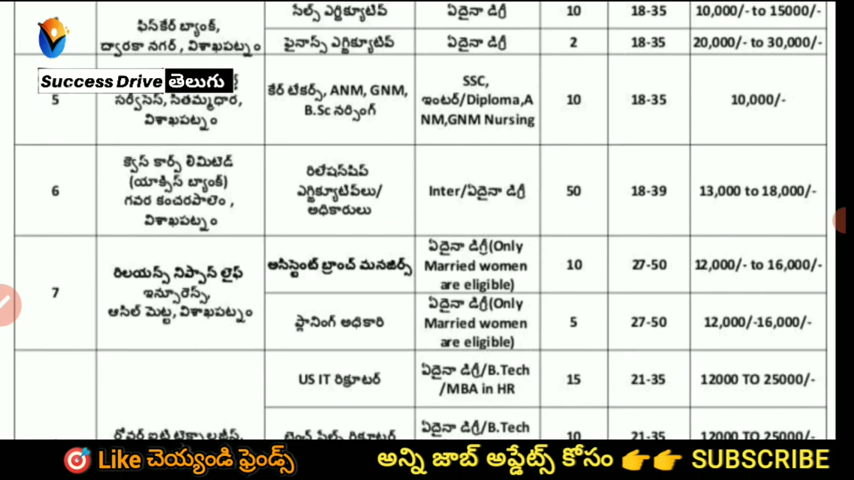 సేల్స్ ఎగ్జిక్యూటివ్ ఏదైనా డిగ్రీ 10 18-35 10,000/- to 15000/-
ఫిన్‌కేర్ బ్యాంక్,
ద్వారకా నగర్ , విశాఖపట్నం
ఫైనాన్స్ ఎగ్జిక్యూటివ్ ఏదైనా డిగ్రీ 2 18-35 20,000/- to 30,000/-
Success Drive తెలుగు
5
సర్వీసెస్, సీతమ్మధార,
విశాఖపట్నం
కేర్ టేకర్స్, ANM, GNM,
B.Sc నర్సింగ్
SSC,
ఇంటర్/Diploma,A
NM,GNM Nursing
10 18-35 10,000/-
6
క్వెస్ కార్ప్ లిమిటెడ్
(యాక్సిస్ బ్యాంక్)
గవర కంచరపాలెం ,
విశాఖపట్నం
రిలేషన్‌షిప్
ఎగ్జిక్యూటివ్‌లు/
అధికారులు
Inter/ఏదైనా డిగ్రీ 50 18-39 13,000 to 18,000/-
7
రిలయన్స్ నిప్పాన్ లైఫ్
ఇన్సూరెన్స్,
ఆసిల్ మెట్ట, విశాఖపట్నం
అసిస్టెంట్ బ్రాంచ్ మనజర్స్
ఏదైనా డిగ్రీ(Only
Married women
are eligible)
10 27-50 12,000/- to 16,000/-
ప్లానింగ్ అధికారి
ఏదైనా డిగ్రీ(Only
Married women
are eligible)
5 27-50 12,000/-16,000/-
US IT రిక్రూటర్
ఏదైనా డిగ్రీ/B.Tech
/MBA in HR
15 21-35 12000 TO 25000/-
రోవర్ ఐటి టెక్నాలజీస్,
ఏదైనా డిగ్రీ/B.Tech
10 21-35 12000 TO 25000/-
Like చెయ్యండి ఫ్రెండ్స్
అన్ని జాబ్ అప్డేట్స్ కోసం SUBSCRIBE